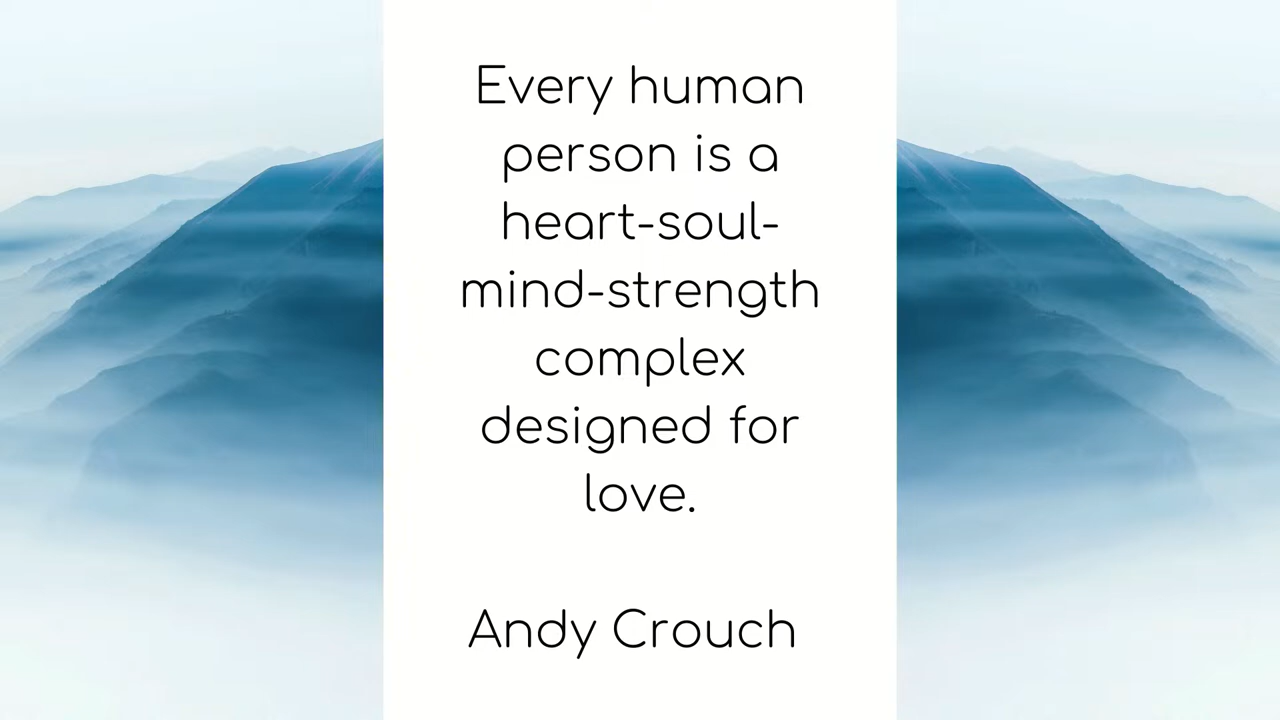 Every human
person is a
heart-soul-
mind-strength
complex
designed for
love.
Andy Crouch